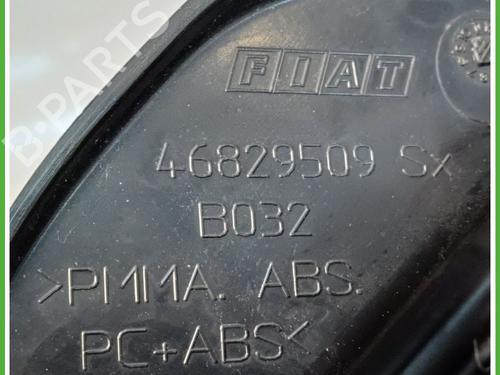 B-PARTS
FIAT
46829509 Sx
B032
>PMMA. ABS.
PC+ABS<